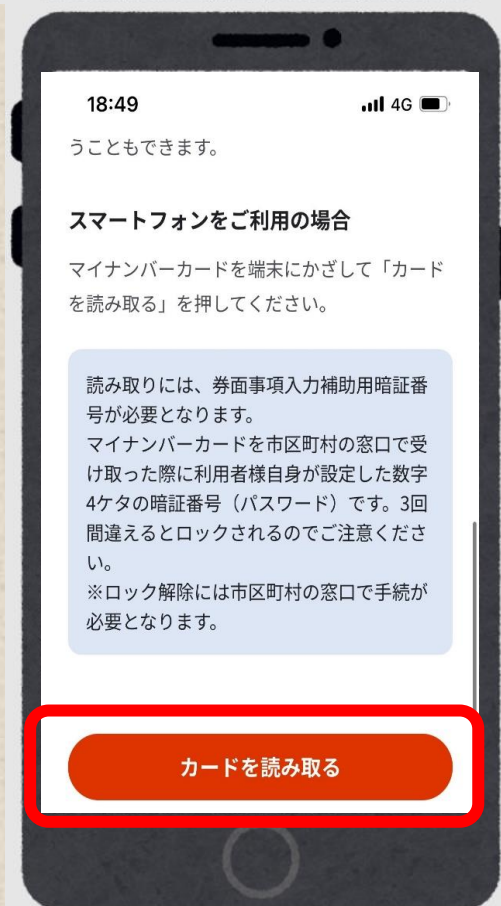 18:49 4G
うこともできます。
スマートフォンをご利用の場合
マイナンバーカードを端末にかざして「カード
を読み取る」を押してください。
読み取りには、券面事項入力補助用暗証番
号が必要となります。
マイナンバーカードを市区町村の窓口で受
け取った際に利用者様自身が設定した数字
4ケタの暗証番号（パスワード）です。3回
間違えるとロックされるのでご注意くださ
い。
※ロック解除には市区町村の窓口で手続が
必要となります。
カードを読み取る